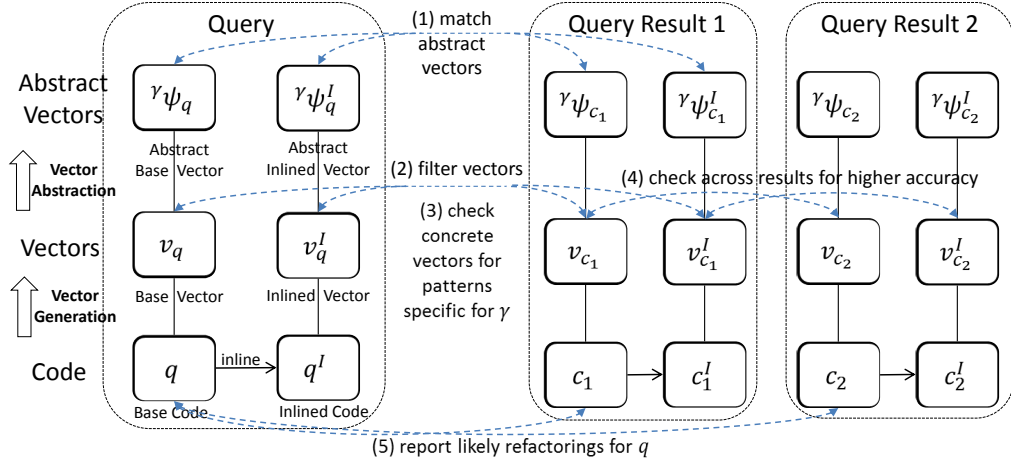 Query
Query Result 1
Query Result 2
(1) match
abstract
vectors
Abstract
Vectors
γψq
γψqI
γψc1
γψc1I
γψc2
γψc2I
Abstract
Base Vector
Abstract
Inlined Vector
Vector
Abstraction
(2) filter vectors
(4) check across results for higher accuracy
(3) check
concrete
vectors for
patterns
specific for γ
Vectors
vq
vqI
vc1
vc1I
vc2
vc2I
Base Vector
Inlined Vector
Vector
Generation
Code
q
inline
qI
c1
c1I
c2
c2I
Base Code
Inlined Code
(5) report likely refactorings for q